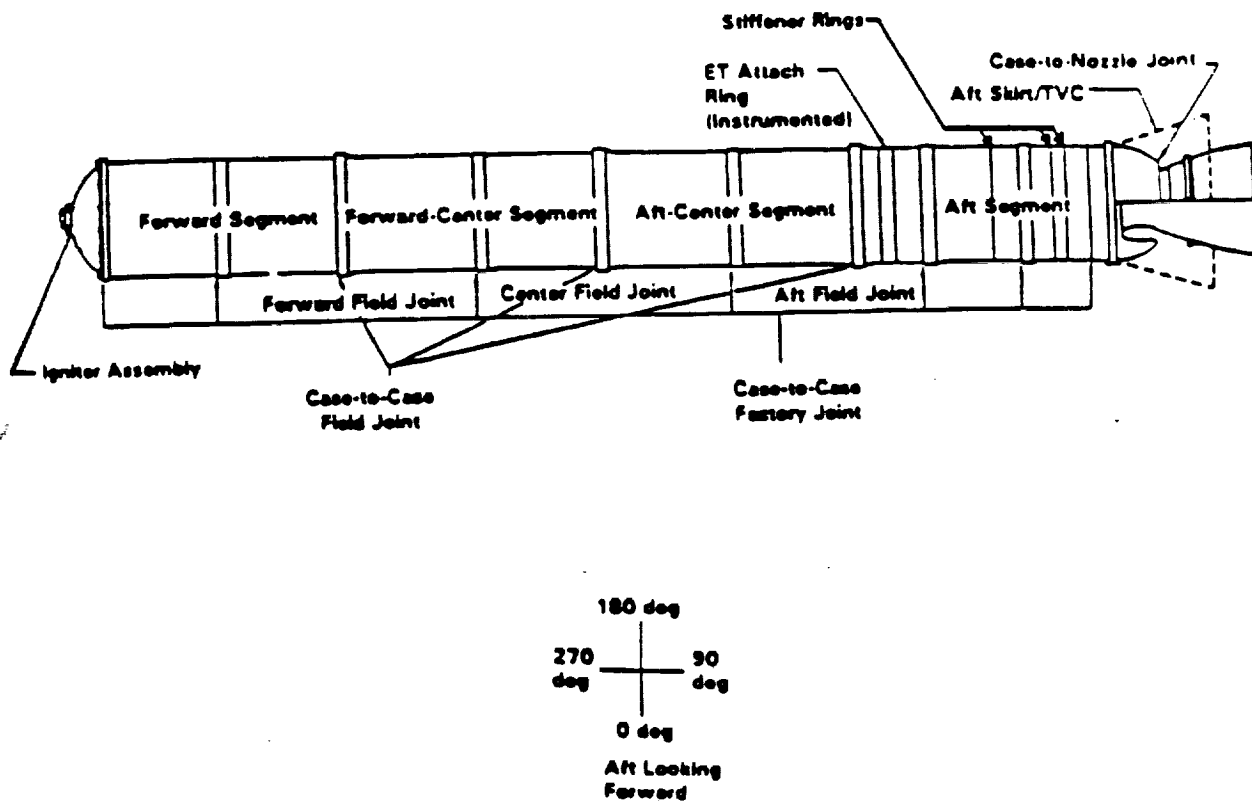 Stiffener Rings
Case-to-Nozzle Joint
ET Attach
Ring
(Instrumented)
Aft Skirt/TVC
Forward Segment
Forward-Center Segment
Aft-Center Segment
Aft Segment
Forward Field Joint
Center Field Joint
Aft Field Joint
Igniter Assembly
Case-to-Case
Field Joint
Case-to-Case
Factory Joint
180 deg
270
deg
90
deg
0 deg
Aft Looking
Forward